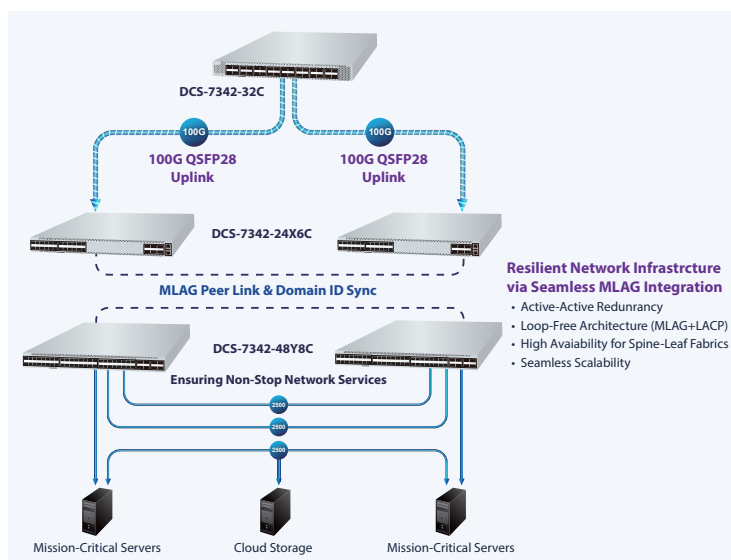 DCS-7342-32C
100G
100G
100G QSFP28
Uplink
100G QSFP28
Uplink
DCS-7342-24X6C
MLAG Peer Link & Domain ID Sync
Resilient Network Infrastrcture
via Seamless MLAG Integration
• Active-Active Redunrancy
• Loop-Free Architecture (MLAG+LACP)
• High Avaiability for Spine-Leaf Fabrics
• Seamless Scalability
DCS-7342-48Y8C
Ensuring Non-Stop Network Services
2500
2500
2500
Mission-Critical Servers
Cloud Storage
Mission-Critical Servers